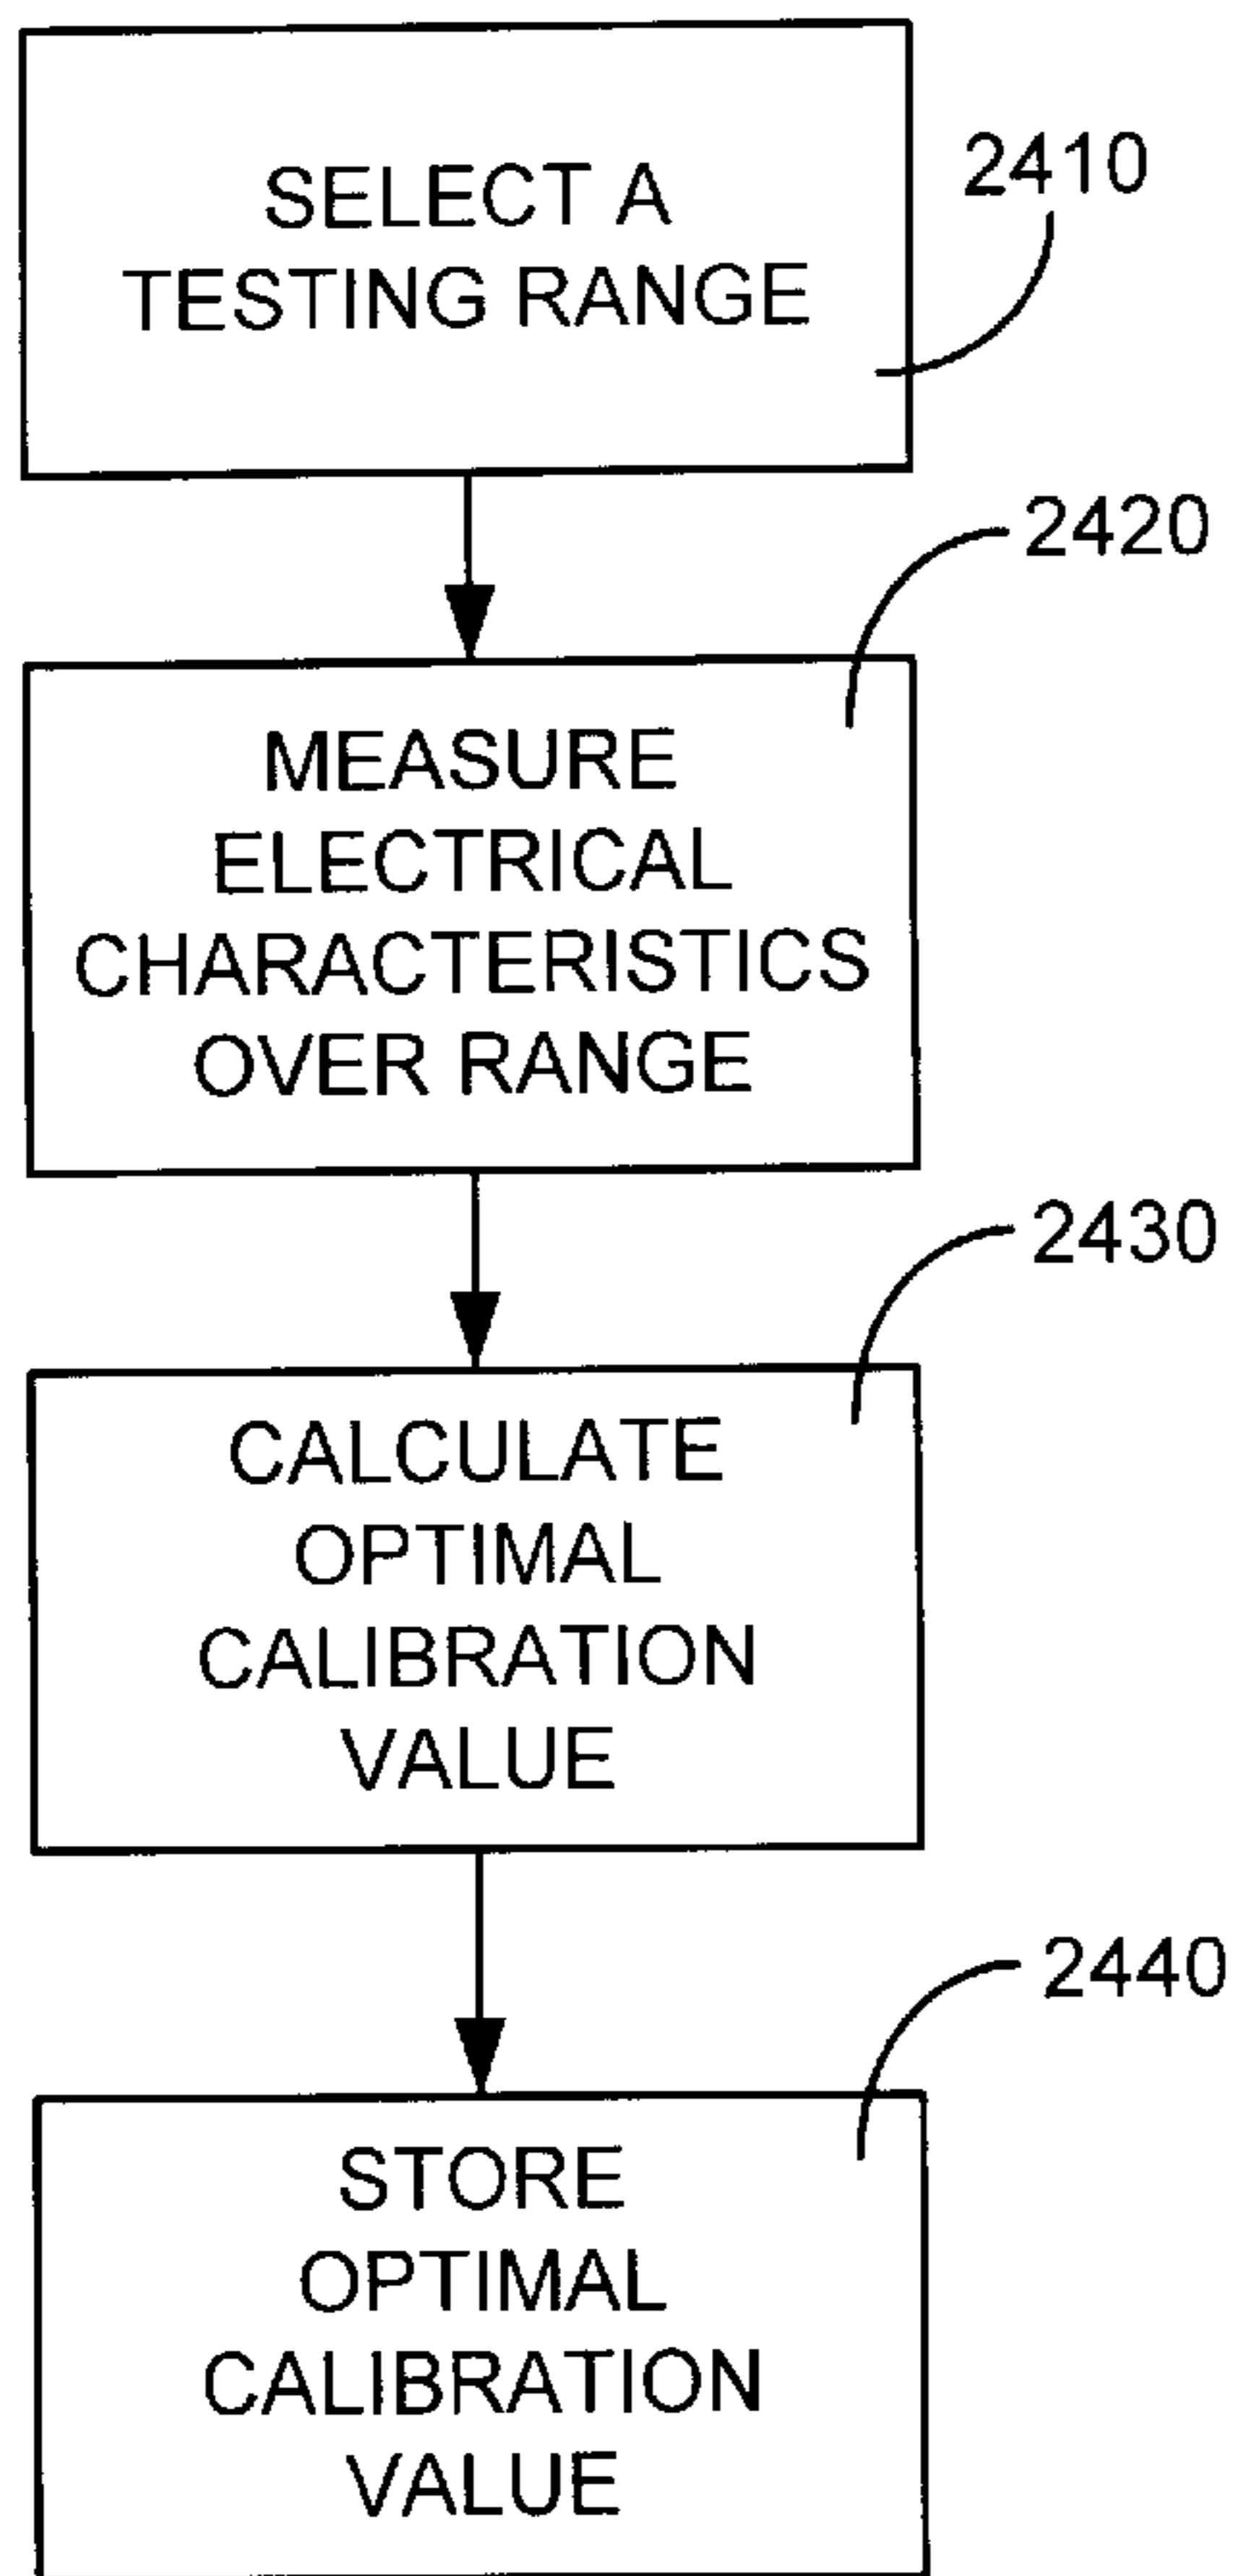 SELECT A
TESTING RANGE
2410
2420
MEASURE
ELECTRICAL
CHARACTERISTICS
OVER RANGE
2430
CALCULATE
OPTIMAL
CALIBRATION
VALUE
2440
STORE
OPTIMAL
CALIBRATION
VALUE